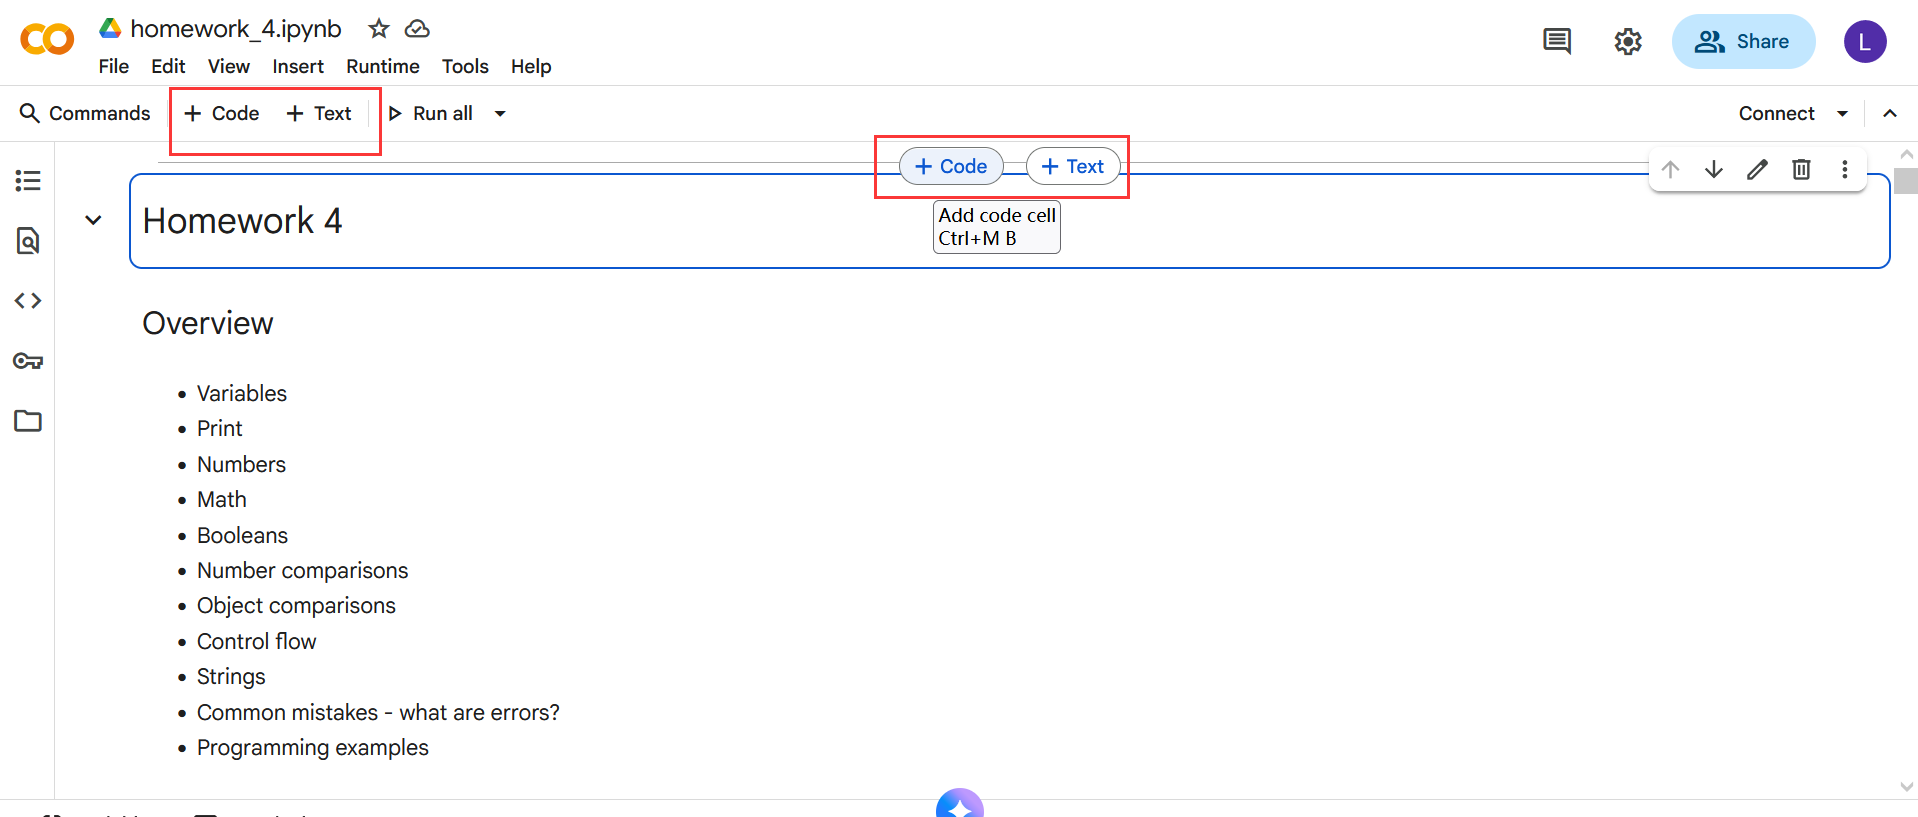 homework_4.ipynb
File Edit View Insert Runtime Tools Help
Share
L
Commands + Code + Text Run all
Connect
+ Code + Text
Add code cell
Ctrl+M B
Homework 4
Overview
• Variables
• Print
• Numbers
• Math
• Booleans
• Number comparisons
• Object comparisons
• Control flow
• Strings
• Common mistakes - what are errors?
• Programming examples